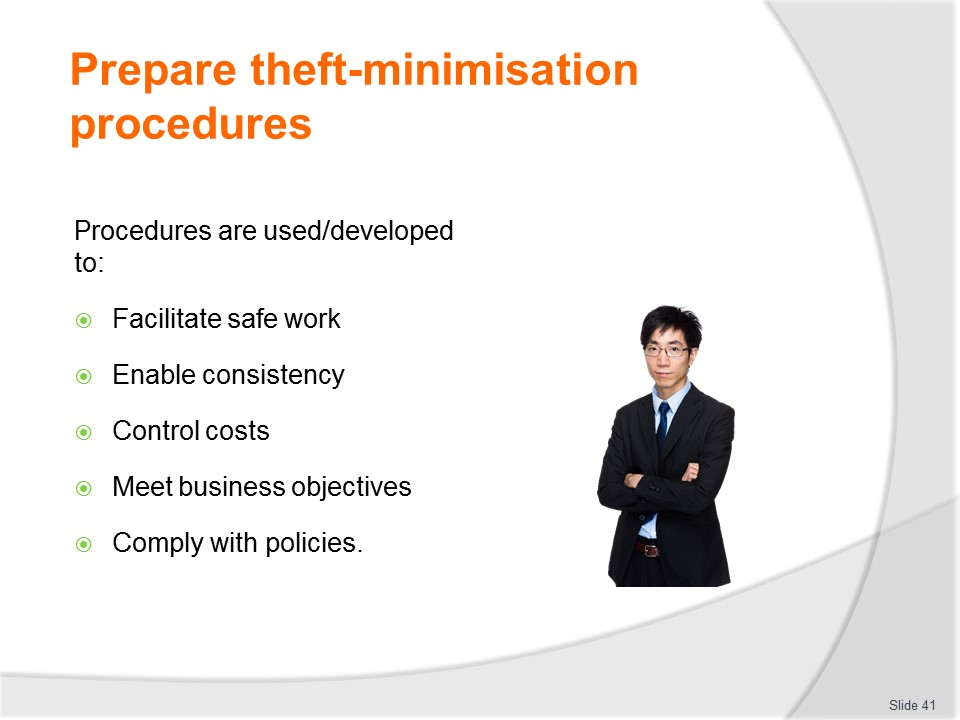 Prepare theft-minimisation
procedures
Procedures are used/developed
to:
Facilitate safe work
Enable consistency
Control costs
Meet business objectives
Comply with policies.
Slide 41